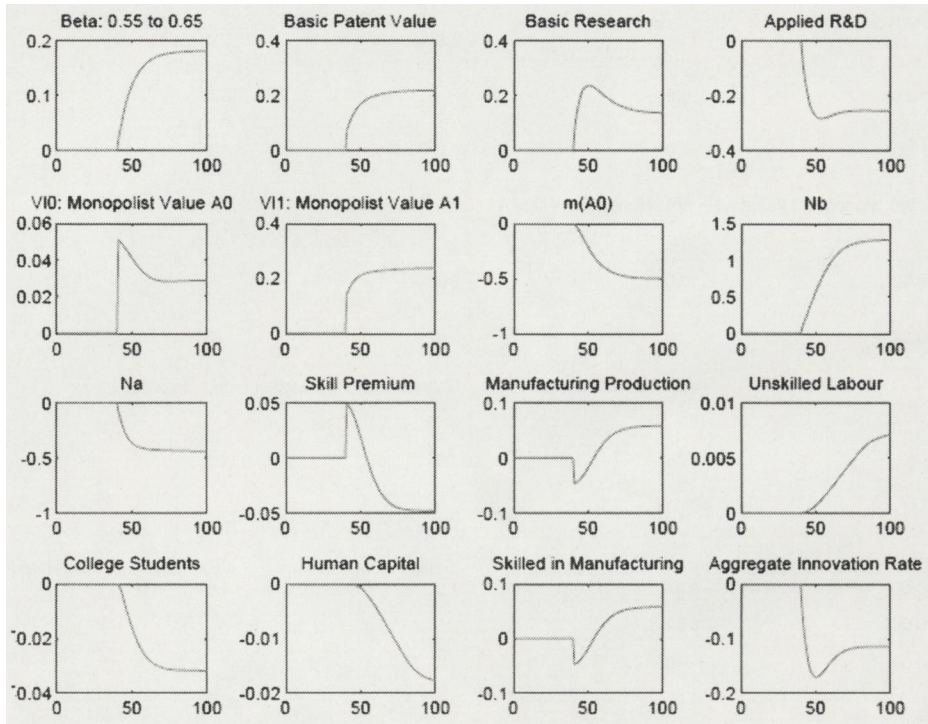 Beta: 0.55 to 0.65 Basic Patent Value Basic Research Applied R&D
0.2 0.4 0.4 0
0.1 0.2 0.2 -0.2
0 0 0 -0.4
0 50 100 0 50 100 0 50 100 0 50 100
VI0: Monopolist Value A0 VI1: Monopolist Value A1 m(A0) Nb
0.06 0.4 0 1.5
0.04 1
0.2 -0.5
0.02 0.5
0 0 -1 0
0 50 100 0 50 100 0 50 100 0 50 100
Na Skill Premium Manufacturing Production Unskilled Labour
0 0.05 0.1 0.01
-0.5 0 0 0.005
-1 -0.05 -0.1 0
0 50 100 0 50 100 0 50 100 0 50 100
College Students Human Capital Skilled in Manufacturing Aggregate Innovation Rate
0 0 0.1 0
-0.02 -0.01 0 -0.1
-0.04 -0.02 -0.1 -0.2
0 50 100 0 50 100 0 50 100 0 50 100